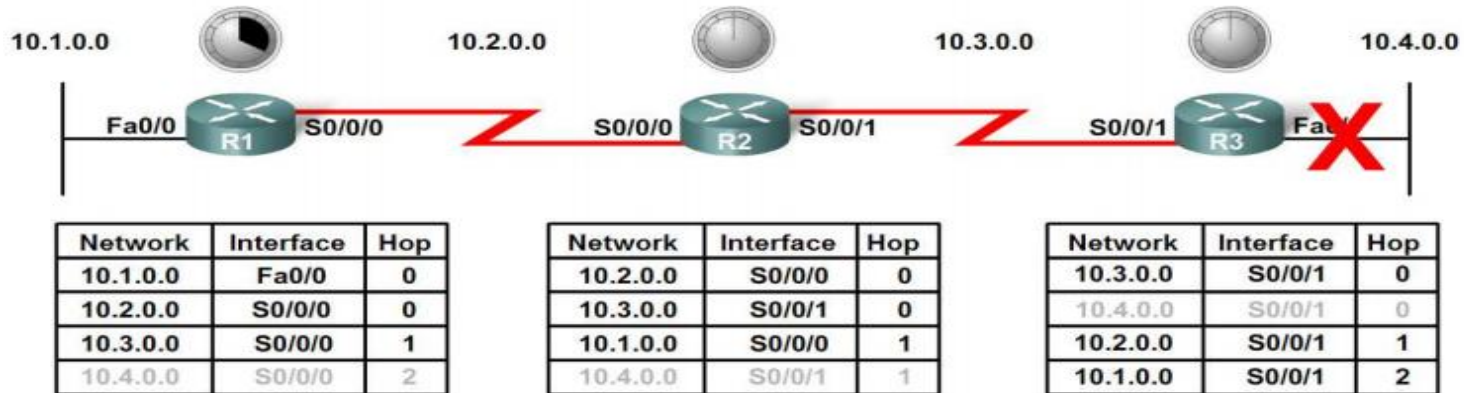 10.1.0.0 10.2.0.0 10.3.0.0 10.4.0.0
Fa0/0 R1 S0/0/0 S0/0/0 R2 S0/0/1 S0/0/1 R3
Network Interface Hop
10.1.0.0 Fa0/0 0
10.2.0.0 S0/0/0 0
10.3.0.0 S0/0/0 1
10.4.0.0 S0/0/0 2
Network Interface Hop
10.2.0.0 S0/0/0 0
10.3.0.0 S0/0/1 0
10.1.0.0 S0/0/0 1
10.4.0.0 S0/0/1 1
Network Interface Hop
10.3.0.0 S0/0/1 0
10.4.0.0 S0/0/1 0
10.2.0.0 S0/0/1 1
10.1.0.0 S0/0/1 2